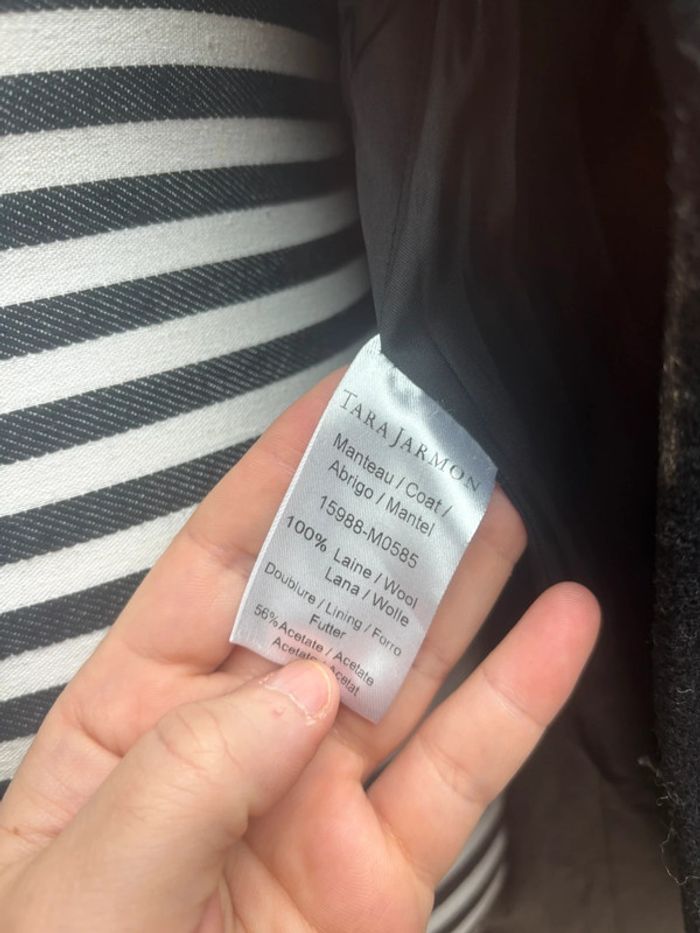 TARA JARMON
Manteau / Coat /
Abrigo / Mantel
15988-M0585
100% Laine / Wool
Lana / Wolle
Doublure / Lining / Forro
Futter
56% Acetate / Acetate
Acelat